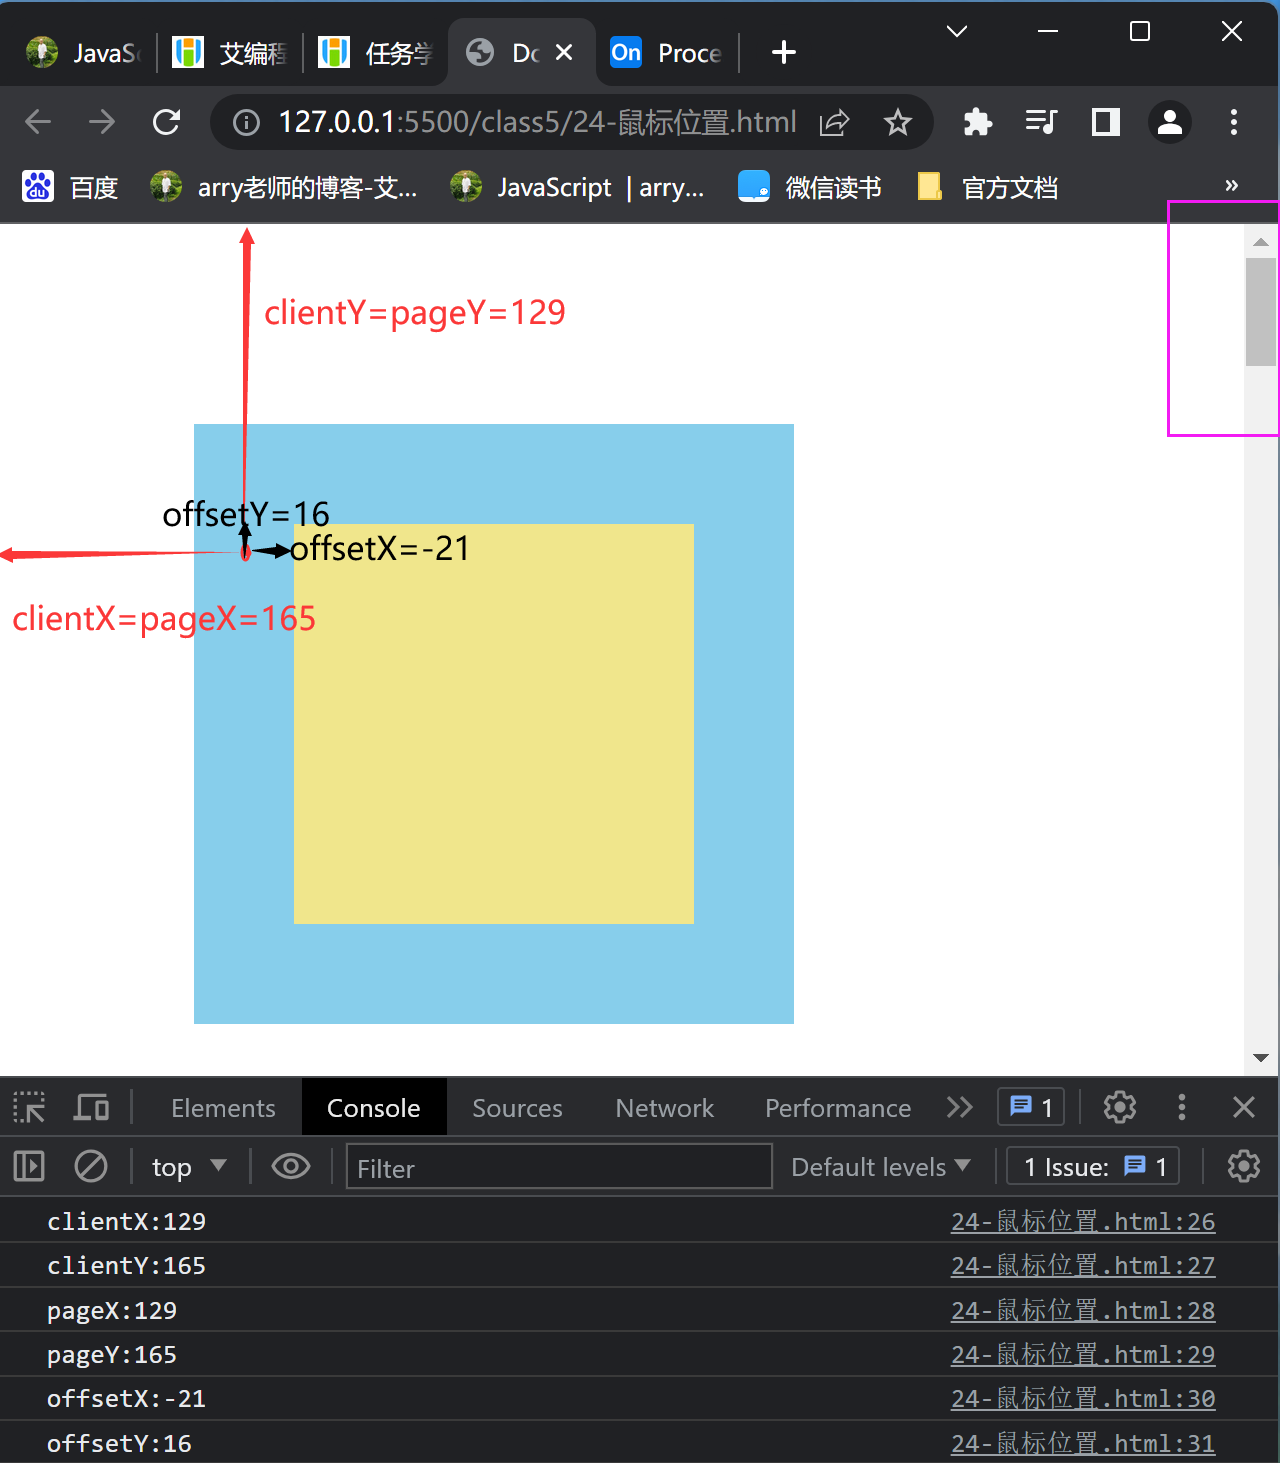 JavaSc 艾编程 任务学 Do On Proce
127.0.0.1:5500/class5/24-鼠标位置.html
du 百度 arry老师的博客-艾... JavaScript | arry... 微信读书 官方文档 »
clientY=pageY=129
offsetY=16
offsetX=-21
clientX=pageX=165
Elements Console Sources Network Performance 1
top Filter Default levels 1 Issue: 1
clientX:129 24-鼠标位置.html:26
clientY:165 24-鼠标位置.html:27
pageX:129 24-鼠标位置.html:28
pageY:165 24-鼠标位置.html:29
offsetX:-21 24-鼠标位置.html:30
offsetY:16 24-鼠标位置.html:31